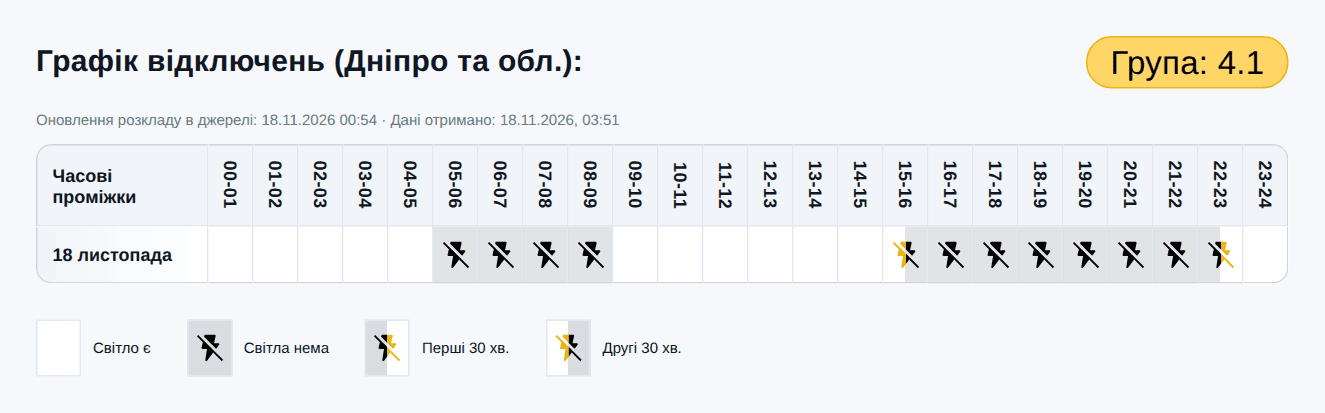 Графік відключень (Дніпро та обл.):
Група: 4.1
Оновлення розкладу в джерелі: 18.11.2026 00:54 · Дані отримано: 18.11.2026, 03:51
Часові
проміжки
00-01
01-02
02-03
03-04
04-05
05-06
06-07
07-08
08-09
09-10
10-11
11-12
12-13
13-14
14-15
15-16
16-17
17-18
18-19
19-20
20-21
21-22
22-23
23-24
18 листопада
Світло є
Світла нема
Перші 30 хв.
Другі 30 хв.